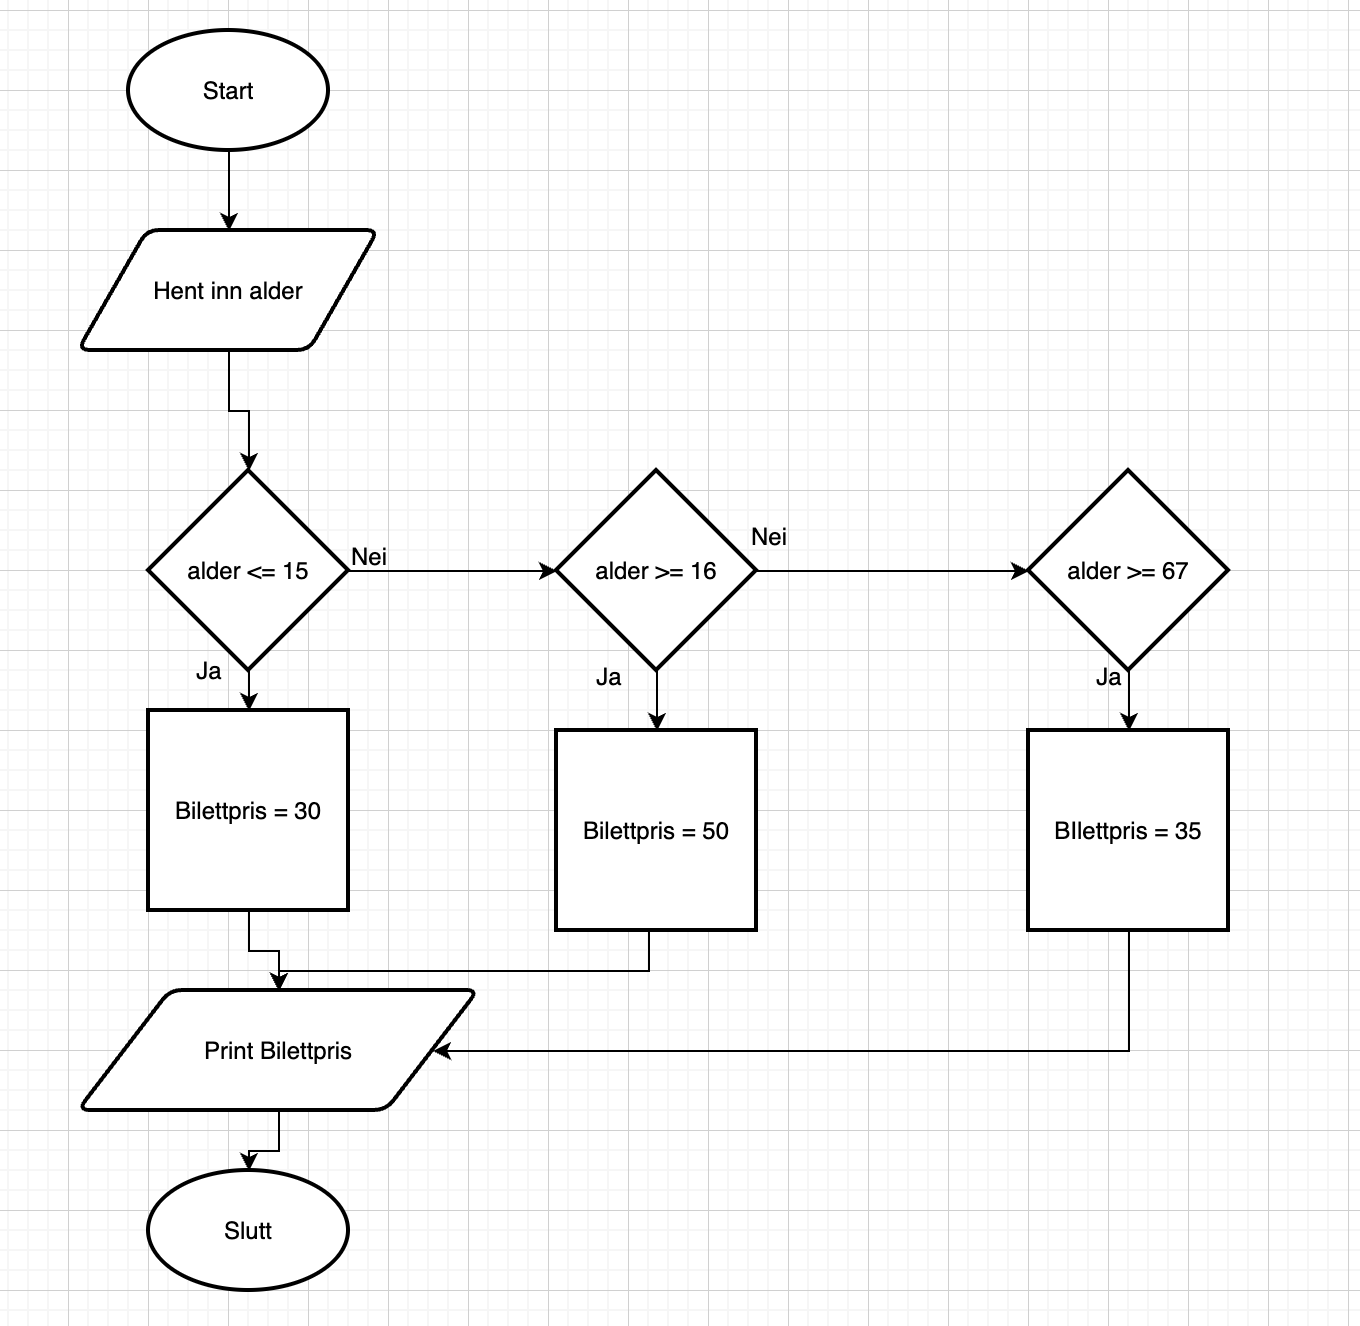 Start
Hent inn alder
alder <= 15
Nei
alder >= 16
Nei
alder >= 67
Ja
Ja
Ja
Bilettpris = 30
Bilettpris = 50
BIlettpris = 35
Print Bilettpris
Slutt